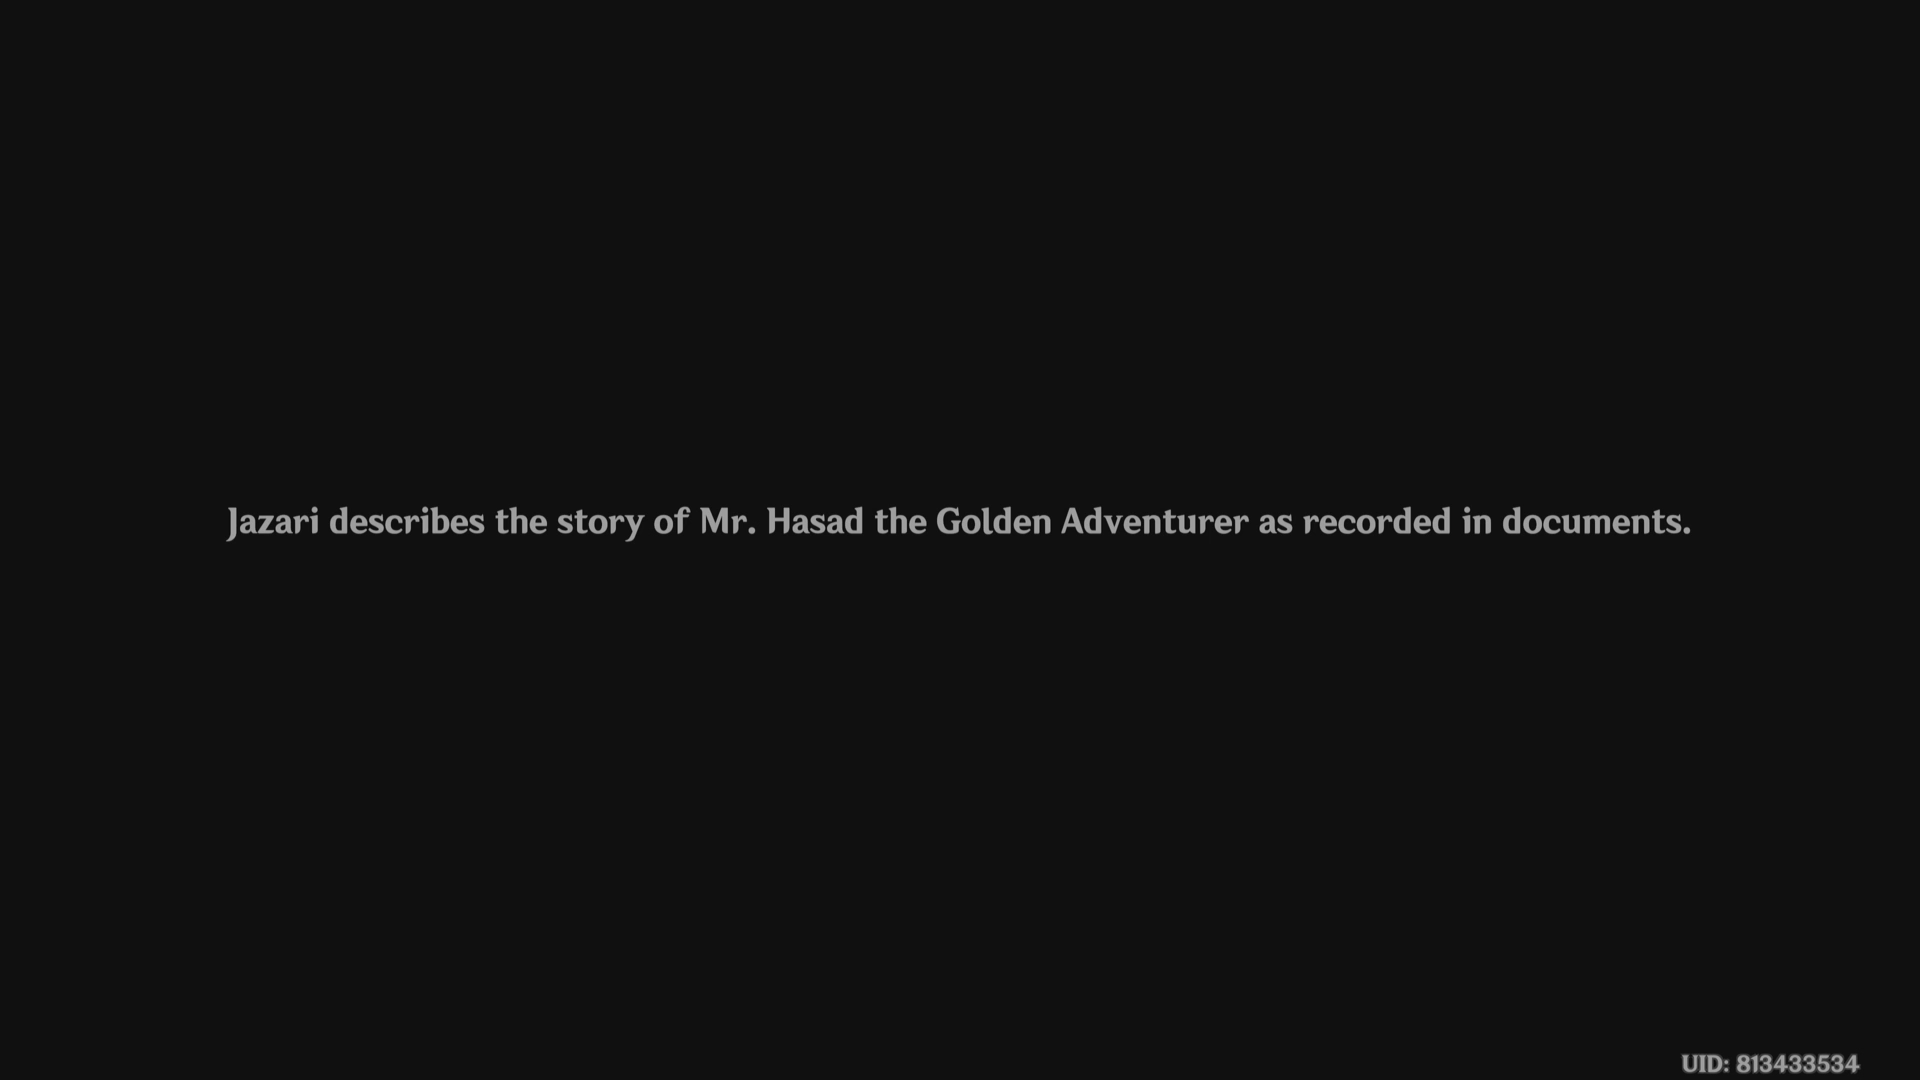 Jazari describes the story of Mr. Hasad the Golden Adventurer as recorded in documents.
UID: 813433534